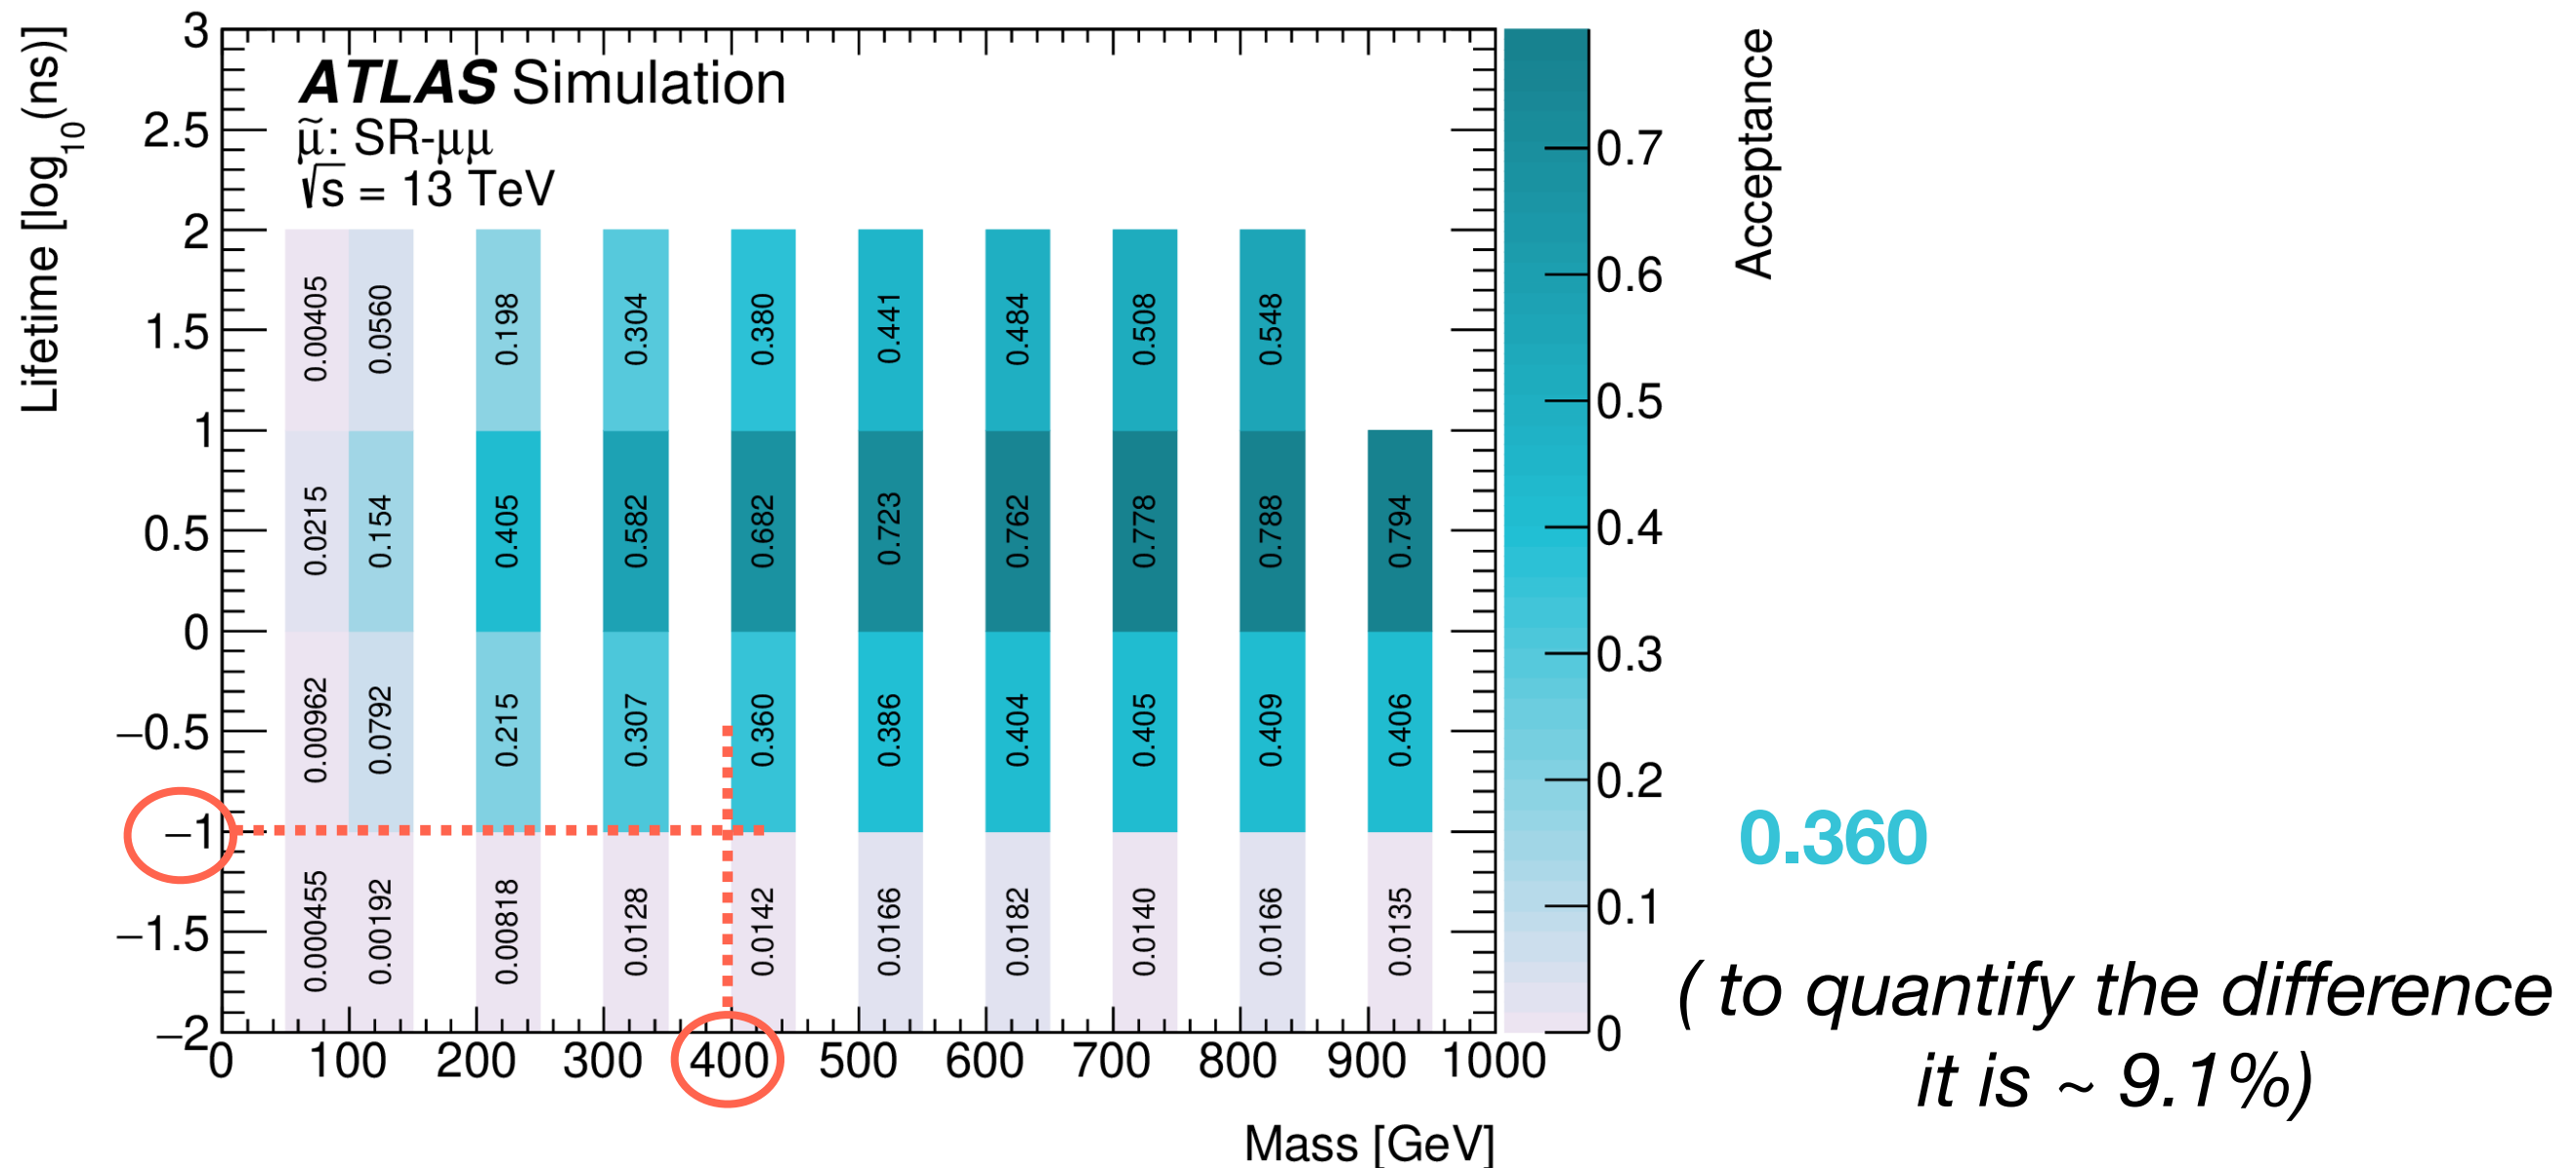 ATLAS Simulation
μ̃: SR-μμ
√s = 13 TeV
Lifetime [log10(ns)]
3
2.5
2
1.5
1
0.5
0
−0.5
−1
−1.5
−2
0.00405 0.0560 0.198 0.304 0.380 0.441 0.484 0.508 0.548
0.0215 0.154 0.405 0.582 0.682 0.723 0.762 0.778 0.788 0.794
0.00962 0.0792 0.215 0.307 0.360 0.386 0.404 0.405 0.409 0.406
0.000455 0.00192 0.00818 0.0128 0.0142 0.0166 0.0182 0.0140 0.0166 0.0135
0 100 200 300 400 500 600 700 800 900 1000
Mass [GeV]
0.7
0.6
0.5
0.4
0.3
0.2
0.1
0
Acceptance
0.360
( to quantify the difference
it is ~ 9.1%)